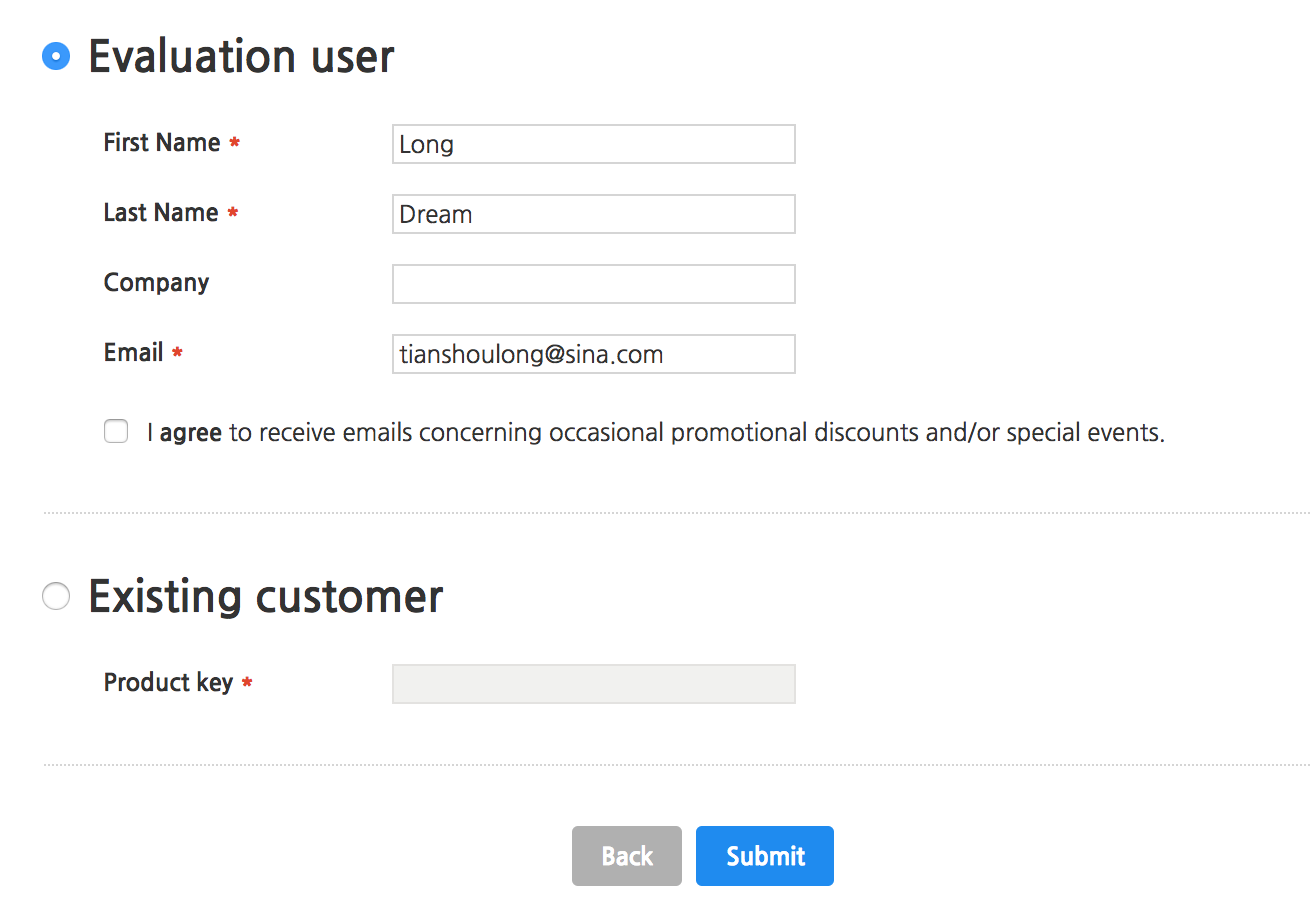 Evaluation user
First Name *
Long
Last Name *
Dream
Company
Email *
tianshoulong@sina.com
I agree to receive emails concerning occasional promotional discounts and/or special events.
Existing customer
Product key *
Back
Submit